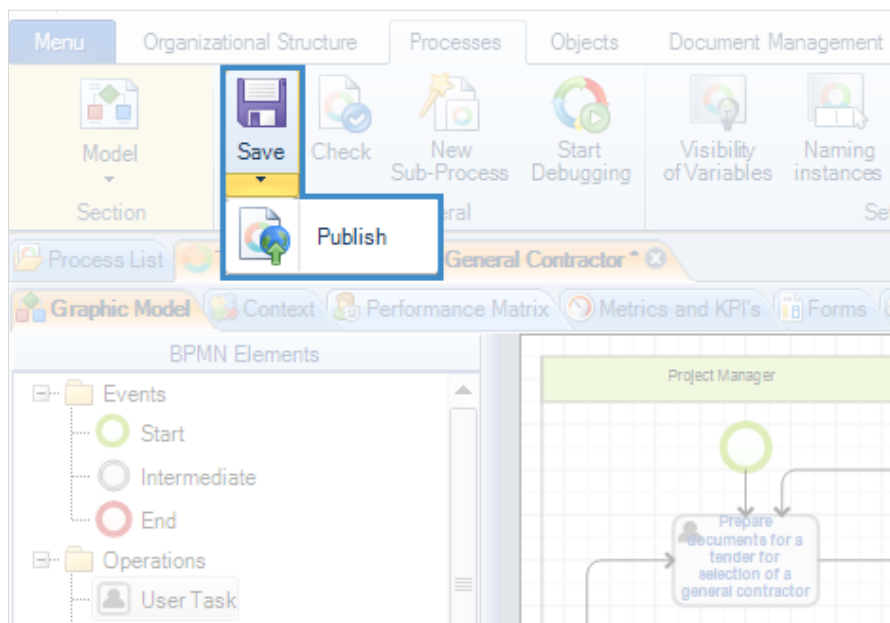 Menu
Organizational Structure
Processes
Objects
Document Management
Model
Save
Check
New
Sub-Process
Start
Debugging
Visibility
of Variables
Naming
instances
Section
Publish
Process List
General Contractor *
Graphic Model
Context
Performance Matrix
Metrics and KPI's
Forms
BPMN Elements
Project Manager
Events
Start
Intermediate
End
Operations
User Task
Prepare
documents for a
tender for
selection of a
general contractor